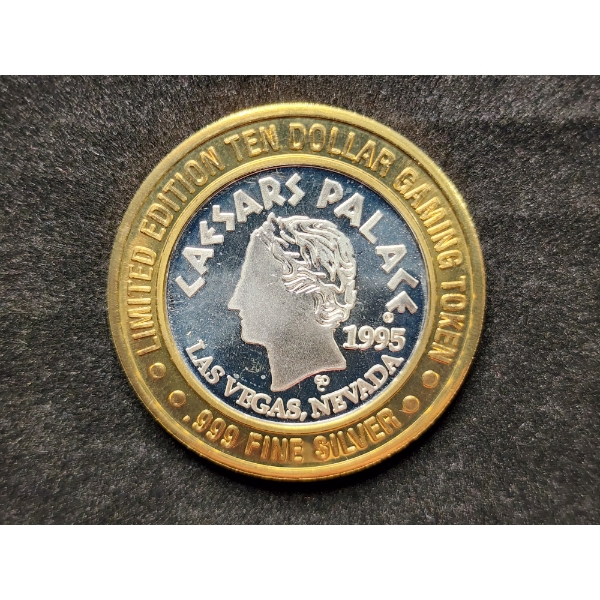 LIMITED EDITION TEN DOLLAR GAMING TOKEN
.999 FINE SILVER
CAESARS PALACE
1995
LAS VEGAS, NEVADA